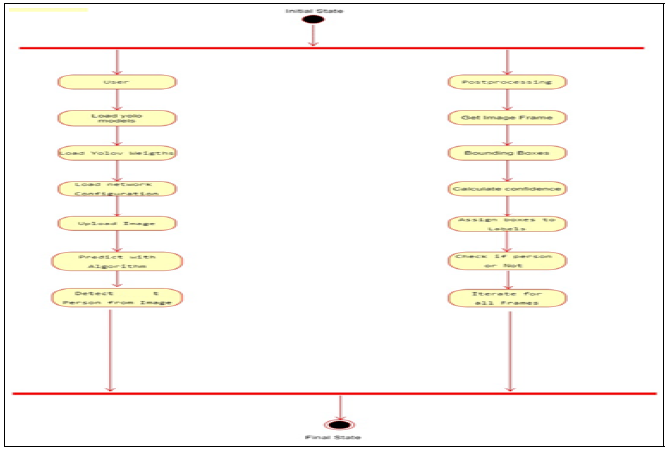 Initial State
User
Load yolo
models
Load Yolov Weigths
Load network
Configuration
Upload Image
Predict with
Algorithm
Detect &
Person from Image
Postprocessing
Get Image Frame
Bounding Boxes
Calculate confidence
Assign boxes to
Labels
Check if person
or Not
Iterate for
all Frames
Final State